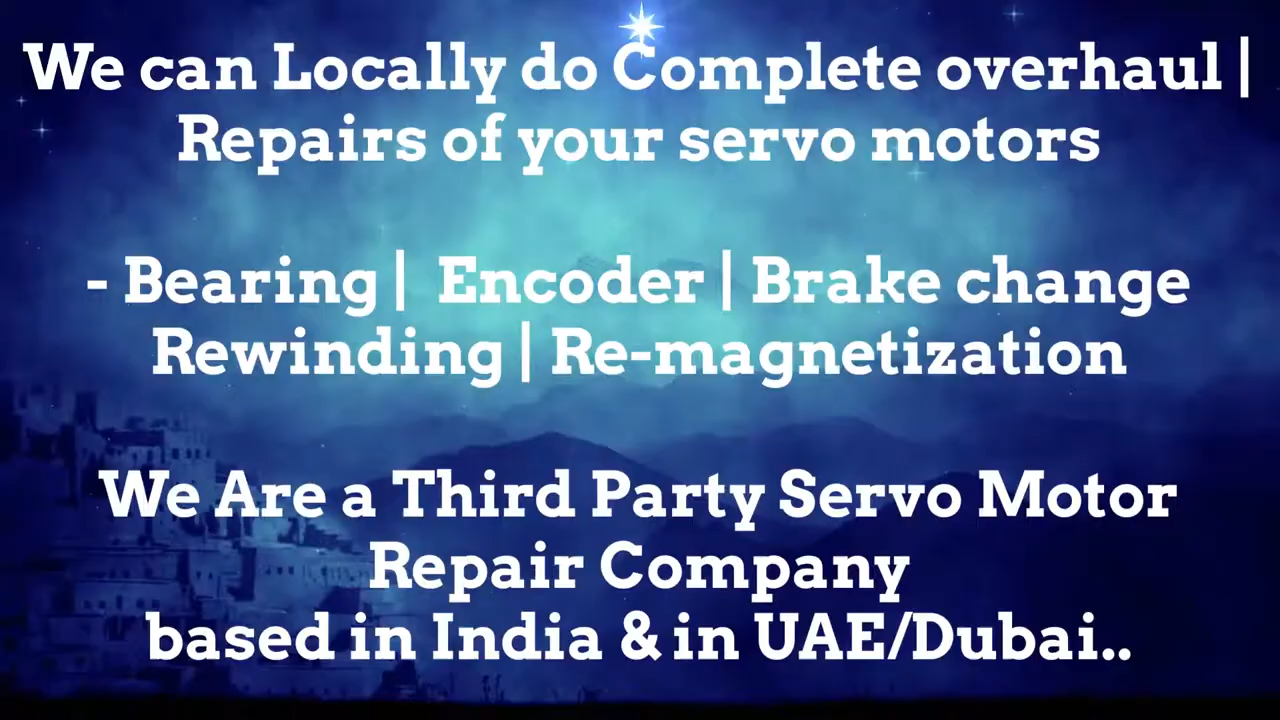 We can Locally do Complete overhaul |
Repairs of your servo motors
- Bearing | Encoder | Brake change
Rewinding | Re-magnetization
We Are a Third Party Servo Motor
Repair Company
based in India & in UAE/Dubai..